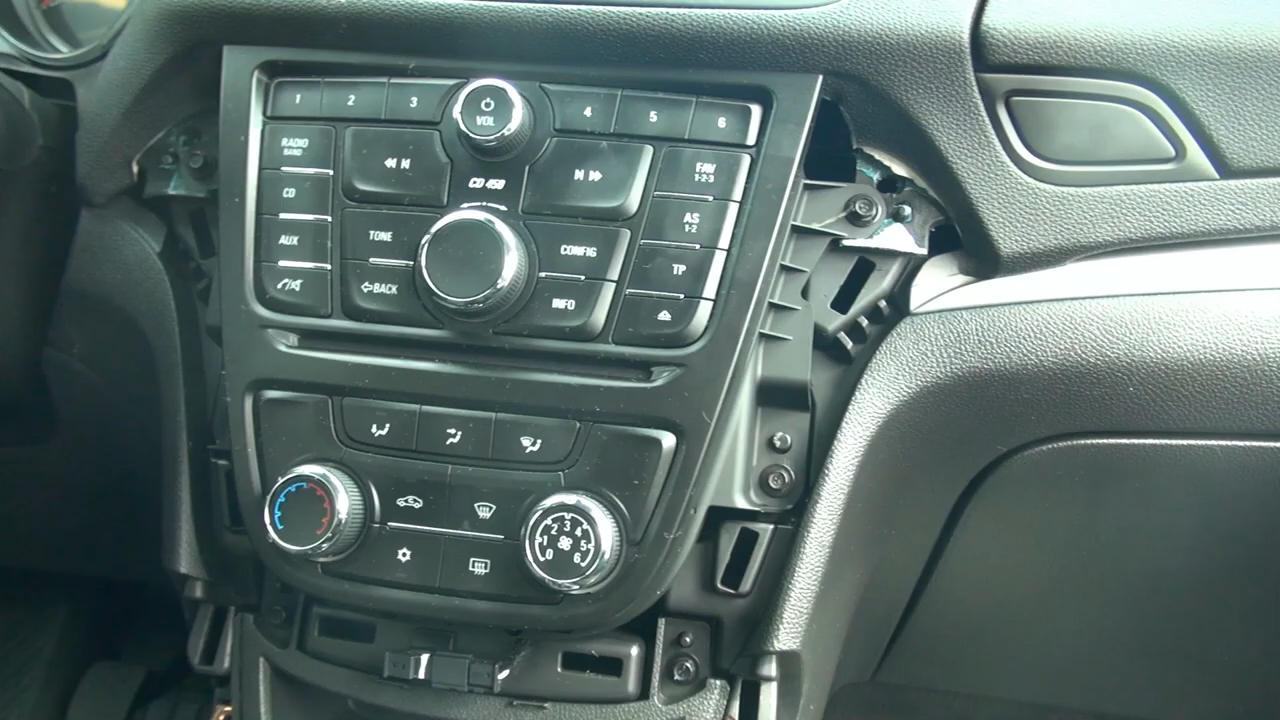 1 2 3
VOL
4 5 6
RADIO
BAND
FAV
1-2-3
CD 450
CD
AS
1-2
AUX
TONE
CONFIG
TP
BACK
INFO
0 1 2 3 4 5 6